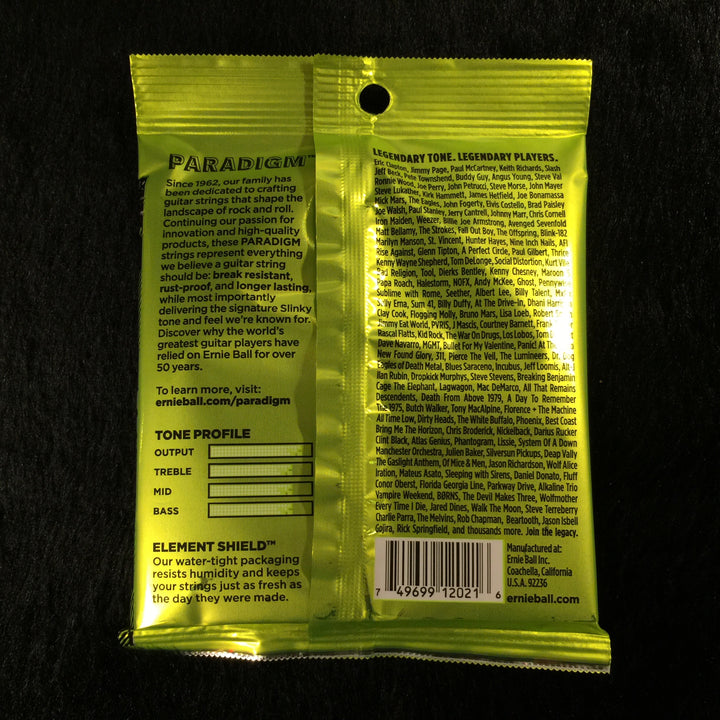 PARADIGM™
Since 1962, our family has
been dedicated to crafting
guitar strings that shape the
landscape of rock and roll.
Continuing our passion for
innovation and high-quality
products, these PARADIGM
strings represent everything
we believe a guitar string
should be: break resistant,
rust-proof, and longer lasting,
while most importantly
delivering the signature Slinky
tone and feel we're known for.
Discover why the world's
greatest guitar players have
relied on Ernie Ball for over
50 years.
To learn more, visit:
ernieball.com/paradigm
TONE PROFILE
OUTPUT
TREBLE
MID
BASS
ELEMENT SHIELD™
Our water-tight packaging
resists humidity and keeps
your strings just as fresh as
the day they were made.
LEGENDARY TONE. LEGENDARY PLAYERS.
Eric Clapton, Jimmy Page, Paul McCartney, Keith Richards, Slash
Jeff Beck, Pete Townshend, Buddy Guy, Angus Young, Steve Vai
Ronnie Wood, Joe Perry, John Petrucci, Steve Morse, John Mayer
Steve Lukather, Kirk Hammett, James Hetfield, Joe Bonamassa
Mick Mars, The Eagles, John Fogerty, Elvis Costello, Brad Paisley
Joe Walsh, Paul Stanley, Jerry Cantrell, Johnny Marr, Chris Cornell
Iron Maiden, Weezer, Billie Joe Armstrong, Avenged Sevenfold
Matt Bellamy, The Strokes, Fall Out Boy, The Offspring, Blink-182
Marilyn Manson, St. Vincent, Hunter Hayes, Nine Inch Nails, AFI
Rise Against, Glenn Tipton, A Perfect Circle, Paul Gilbert, Thrice
Kenny Wayne Shepherd, Tom DeLonge, Social Distortion, Kurt Vile
Bad Religion, Tool, Dierks Bentley, Kenny Chesney, Maroon
Papa Roach, Halestorm, NOFX, Andy McKee, Ghost, Pennywise
Sublime with Rome, Seether, Albert Lee, Billy Talent,
Kaki Ema, Sum 41, Billy Duffy, At The Drive-In, Dhani
Clay Cook, Flogging Molly, Bruno Mars, Lisa Loeb, Robert
Jimmy Eat World, PVRIS, J Mascis, Courtney Barnett,
Rascal Flatts, Kid Rock, The War On Drugs, Los Lobos, Tom
Dave Navarro, MGMT, Bullet For My Valentine, Panic! At The
New Found Glory, 311, Pierce The Veil, The Lumineers, Dr.
Eagles of Death Metal, Blues Saraceno, Incubus, Jeff Loomis,
Ilan Rubin, Dropkick Murphys, Steve Stevens, Breaking Benjamin
Cage The Elephant, Lagwagon, Mac DeMarco, All That Remains
Descendents, Death From Above 1979, A Day To Remember
The 1975, Butch Walker, Tony MacAlpine, Florence + The Machine
All Time Low, Dirty Heads, The White Buffalo, Phoenix, Best Coast
Bring Me The Horizon, Chris Broderick, Nickelback, Darius Rucker
Clint Black, Atlas Genius, Phantogram, Lissie, System Of A Down
Manchester Orchestra, Julien Baker, Silversun Pickups, Deap Vally
The Gaslight Anthem, Of Mice & Men, Jason Richardson, Wolf Alice
Iration, Mateus Asato, Sleeping with Sirens, Daniel Donato, Fluff
Conor Oberst, Florida Georgia Line, Parkway Drive, Alkaline Trio
Vampire Weekend, BØRNS, The Devil Makes Three, Wolfmother
Every Time I Die, Jared Dines, Walk The Moon, Steve Terreberry
Charlie Parra, The Melvins, Rob Chapman, Beartooth, Jason Isbell
Gojira, Rick Springfield, and thousands more. Join the legacy.
7 49699 12021 6
Manufactured at:
Ernie Ball Inc.
Coachella, California
U.S.A. 92236
ernieball.com